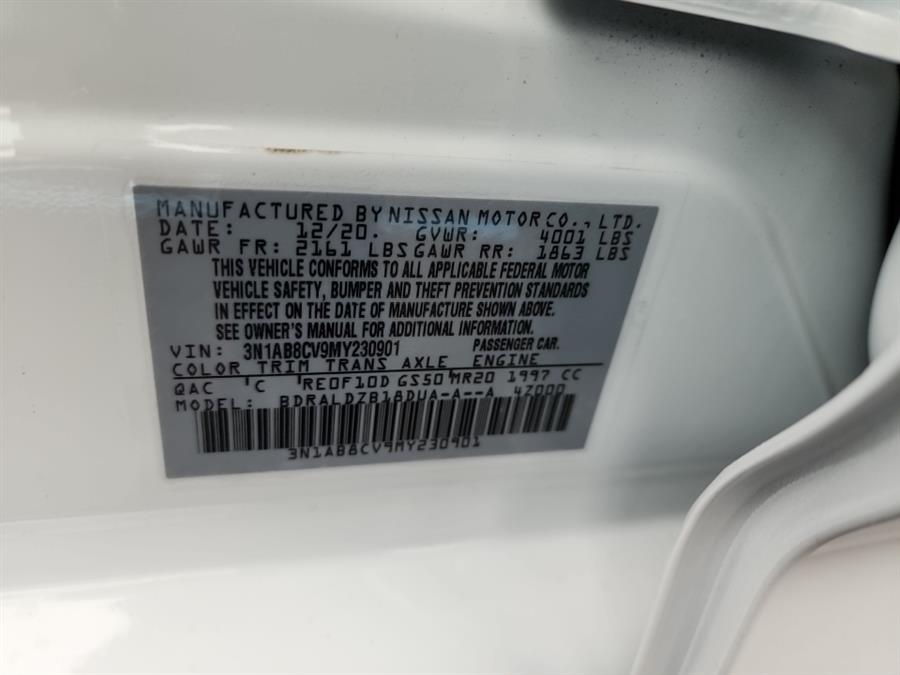 MANUFACTURED BY NISSAN MOTOR CO., LTD.
DATE: 12/20. GVWR: 4001 LBS
GAWR FR: 2161 LBS GAWR RR: 1863 LBS
THIS VEHICLE CONFORMS TO ALL APPLICABLE FEDERAL MOTOR
VEHICLE SAFETY, BUMPER AND THEFT PREVENTION STANDARDS
IN EFFECT ON THE DATE OF MANUFACTURE SHOWN ABOVE.
SEE OWNER'S MANUAL FOR ADDITIONAL INFORMATION.
VIN: 3N1AB8CV9MY230901 PASSENGER CAR.
COLOR TRIM TRANS AXLE ENGINE
QAC 'C RE0F10D GS50 MR20 1997 CC
MODEL: BDRALDZB18DUA-A--A 4Z000
3N1AB8CV9MY230901